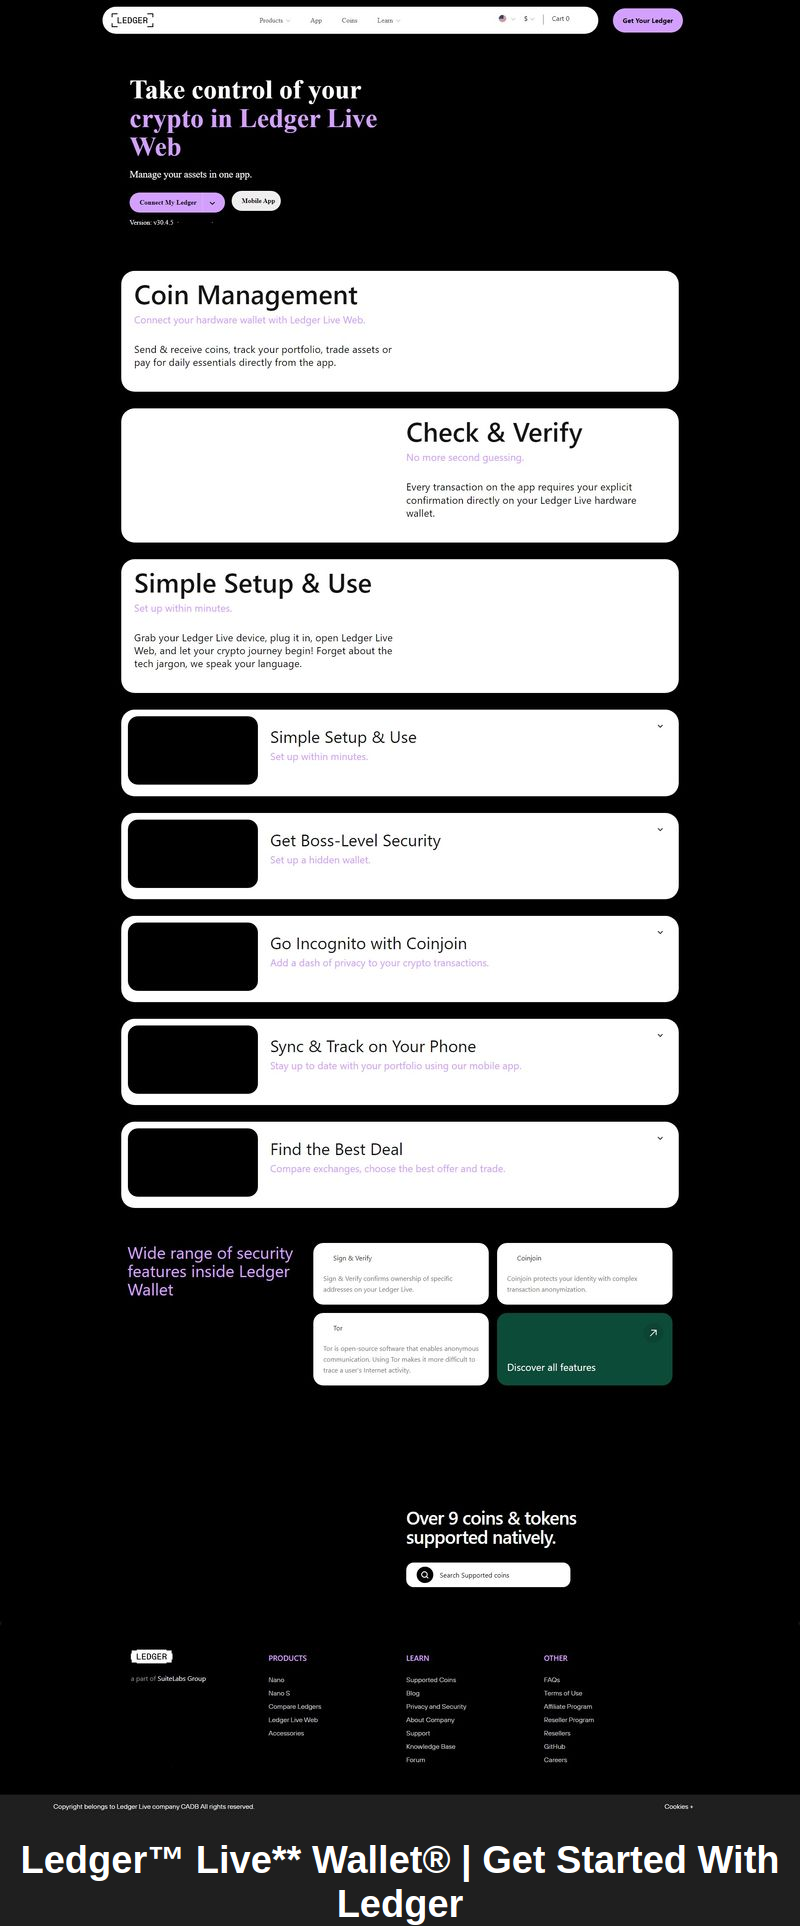 LEDGER
Products
App
Coins
Learn
$
Cart 0
Get Your Ledger
Take control of your
crypto in Ledger Live
Web
Manage your assets in one app.
Connect My Ledger
Mobile App
Version: v30.4.5
Coin Management
Connect your hardware wallet with Ledger Live Web.
Send & receive coins, track your portfolio, trade assets or
pay for daily essentials directly from the app.
Check & Verify
No more second guessing.
Every transaction on the app requires your explicit
confirmation directly on your Ledger Live hardware
wallet.
Simple Setup & Use
Set up within minutes.
Grab your Ledger Live device, plug it in, open Ledger Live
Web, and let your crypto journey begin! Forget about the
tech jargon, we speak your language.
Simple Setup & Use
Set up within minutes.
Get Boss-Level Security
Set up a hidden wallet.
Go Incognito with Coinjoin
Add a dash of privacy to your crypto transactions.
Sync & Track on Your Phone
Stay up to date with your portfolio using our mobile app.
Find the Best Deal
Compare exchanges, choose the best offer and trade.
Wide range of security
features inside Ledger
Wallet
Sign & Verify
Sign & Verify confirms ownership of specific
addresses on your Ledger Live.
Coinjoin
Coinjoin protects your identity with complex
transaction anonymization.
Tor
Tor is open-source software that enables anonymous
communication. Using Tor makes it more difficult to
trace a user's Internet activity.
Discover all features
Over 9 coins & tokens
supported natively.
Search Supported coins
LEDGER
a part of SuiteLabs Group
PRODUCTS
Nano
Nano S
Compare Ledgers
Ledger Live Web
Accessories
LEARN
Supported Coins
Blog
Privacy and Security
About Company
Support
Knowledge Base
Forum
OTHER
FAQs
Terms of Use
Affiliate Program
Reseller Program
Resellers
GitHub
Careers
Copyright belongs to Ledger Live company CADB All rights reserved.
Cookies +
Ledger™ Live** Wallet® | Get Started With
Ledger